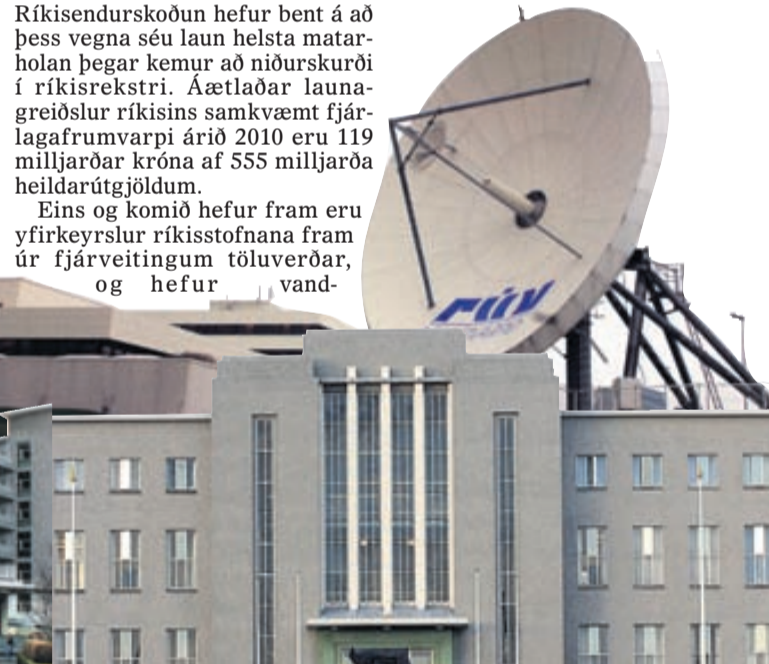 Ríkisendurskoðun hefur bent á að
þess vegna séu laun helsta matar-
holan þegar kemur að niðurskurði
í ríkisrekstri. Áætlaðar launa-
greiðslur ríkisins samkvæmt fjár-
lagafrumvarpi árið 2010 eru 119
milljarðar króna af 555 milljarða
heildarútgjöldum.
Eins og komið hefur fram eru
yfirkeyrslur ríkisstofnana fram
úr fjárveitingum töluverðar,
og hefur vand-
rúv